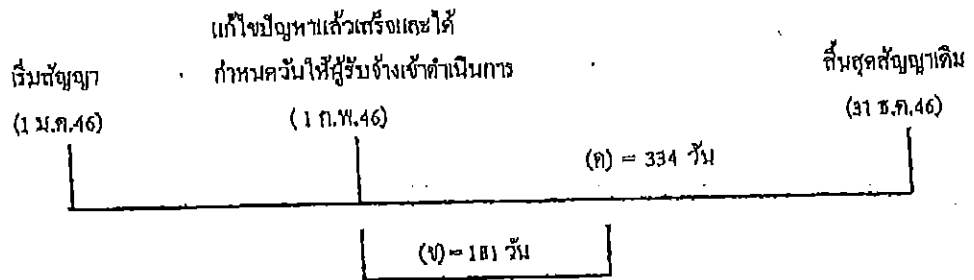 แก้ไขปัญหาแล้วเสร็จและได้
เริ่มสัญญา กำหนดวันให้ผู้รับจ้างเข้าดำเนินการ สิ้นสุดสัญญาเดิม
(1 ม.ค.46) (1 ก.พ.46) (31 ธ.ค.46)
(ค) = 334 วัน
(ข) = 181 วัน